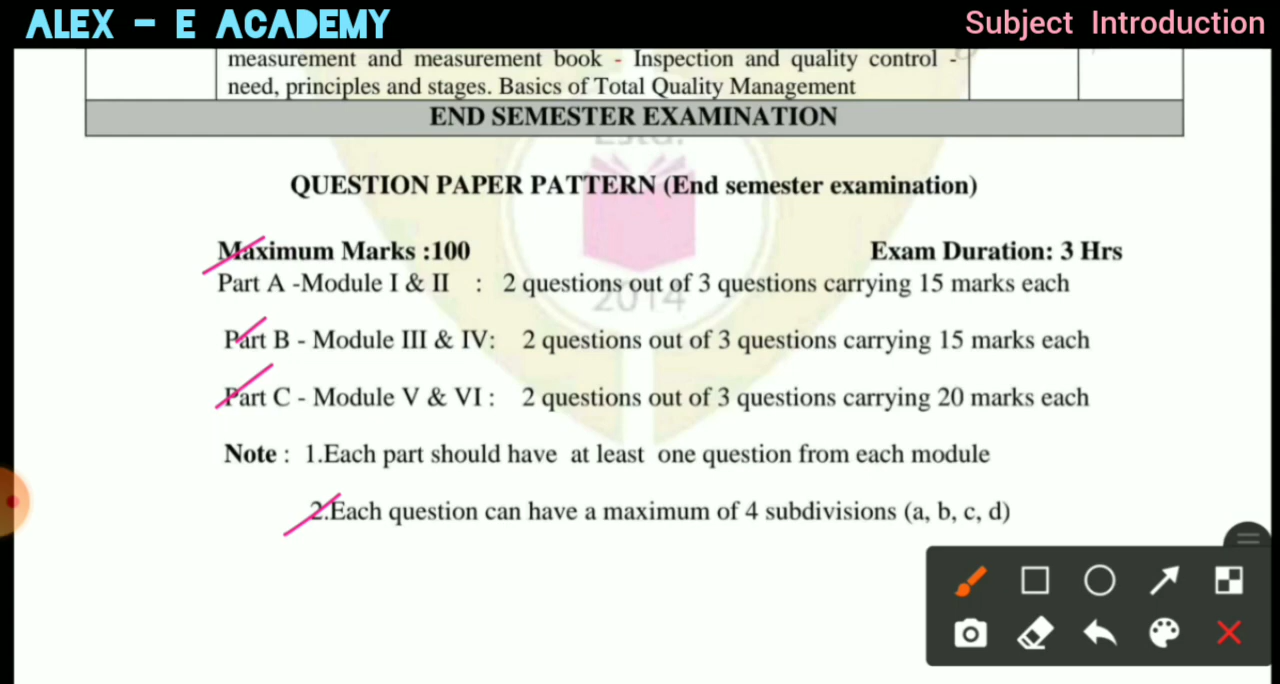 ALEX - E ACADEMY
Subject Introduction
measurement and measurement book - Inspection and quality control -
need, principles and stages. Basics of Total Quality Management
END SEMESTER EXAMINATION
Estd.
QUESTION PAPER PATTERN (End semester examination)
2014
Maximum Marks :100 Exam Duration: 3 Hrs
Part A -Module I & II : 2 questions out of 3 questions carrying 15 marks each
Part B - Module III & IV: 2 questions out of 3 questions carrying 15 marks each
Part C - Module V & VI : 2 questions out of 3 questions carrying 20 marks each
Note : 1.Each part should have at least one question from each module
2.Each question can have a maximum of 4 subdivisions (a, b, c, d)